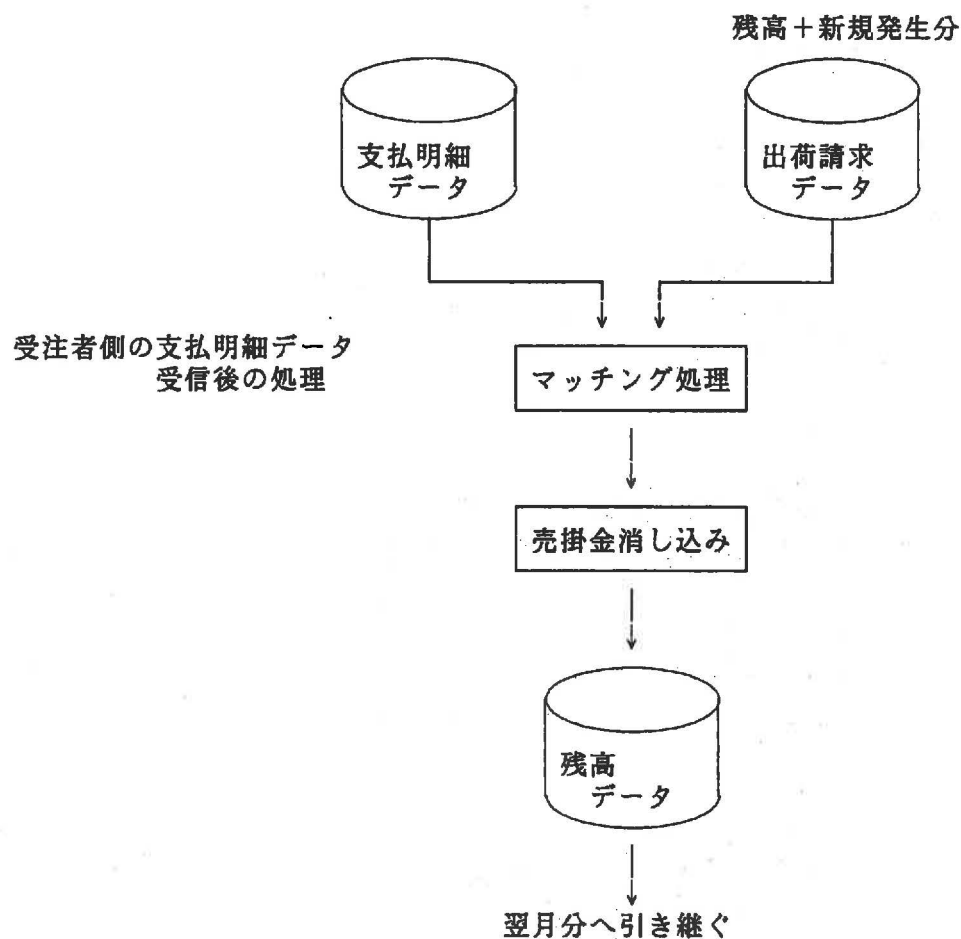 残高＋新規発生分
支払明細
データ
出荷請求
データ
受注者側の支払明細データ
受信後の処理
マッチング処理
売掛金消し込み
残高
データ
翌月分へ引き継ぐ